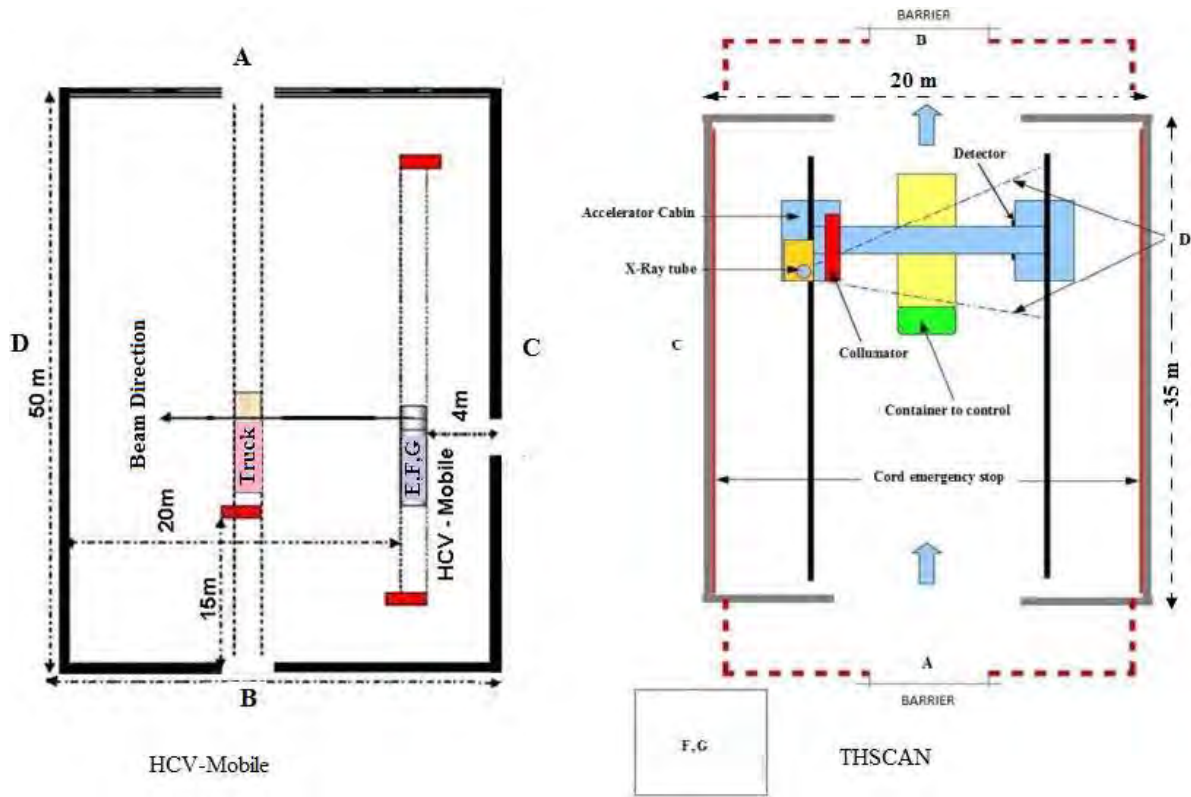 A
D
50 m
Beam Direction
20m
15m
Truck
E,F,G
HCV - Mobile
4m
C
B
HCV-Mobile
BARRIER
B
20 m
Detector
Accelerator Cabin
D
X-Ray tube
C
Collumator
Container to control
35 m
Cord emergency stop
A
BARRIER
F,G
THSCAN